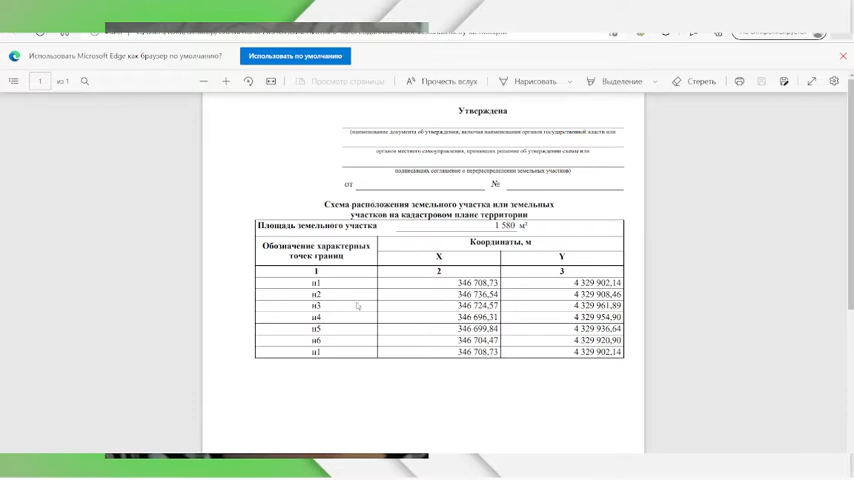 Использовать Microsoft Edge как браузер по умолчанию?
Использовать по умолчанию
1 из 1
Просмотр страницы
Прочесть вслух
Нарисовать
Выделение
Стереть
Утверждена
(наименование документа об утверждении, включая наименования органов государственной власти или
органов местного самоуправления, принявших решение об утверждении схемы или
подписавших соглашение о перераспределении земельных участков)
от №
Схема расположения земельного участка или земельных
участков на кадастровом плане территории
Площадь земельного участка 1 580 м²
Обозначение характерных точек границ
Координаты, м
X Y
1 2 3
н1 346 708,73 4 329 902,14
н2 346 736,54 4 329 908,46
н3 346 724,57 4 329 961,89
н4 346 696,31 4 329 954,90
н5 346 699,84 4 329 936,64
н6 346 704,47 4 329 920,90
н1 346 708,73 4 329 902,14